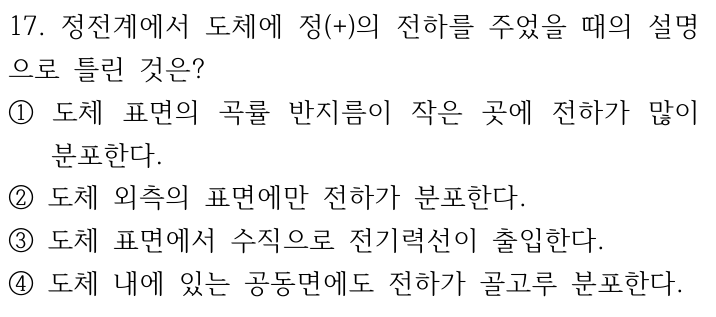 17. 정전계에서 도체에 정(+)의 전하를 주었을 때의 설명
으로 틀린 것은?
① 도체 표면의 곡률 반지름이 작은 곳에 전하가 많이
분포한다.
② 도체 외측의 표면에만 전하가 분포한다.
③ 도체 표면에서 수직으로 전기력선이 출입한다.
④ 도체 내에 있는 공동면에도 전하가 골고루 분포한다.